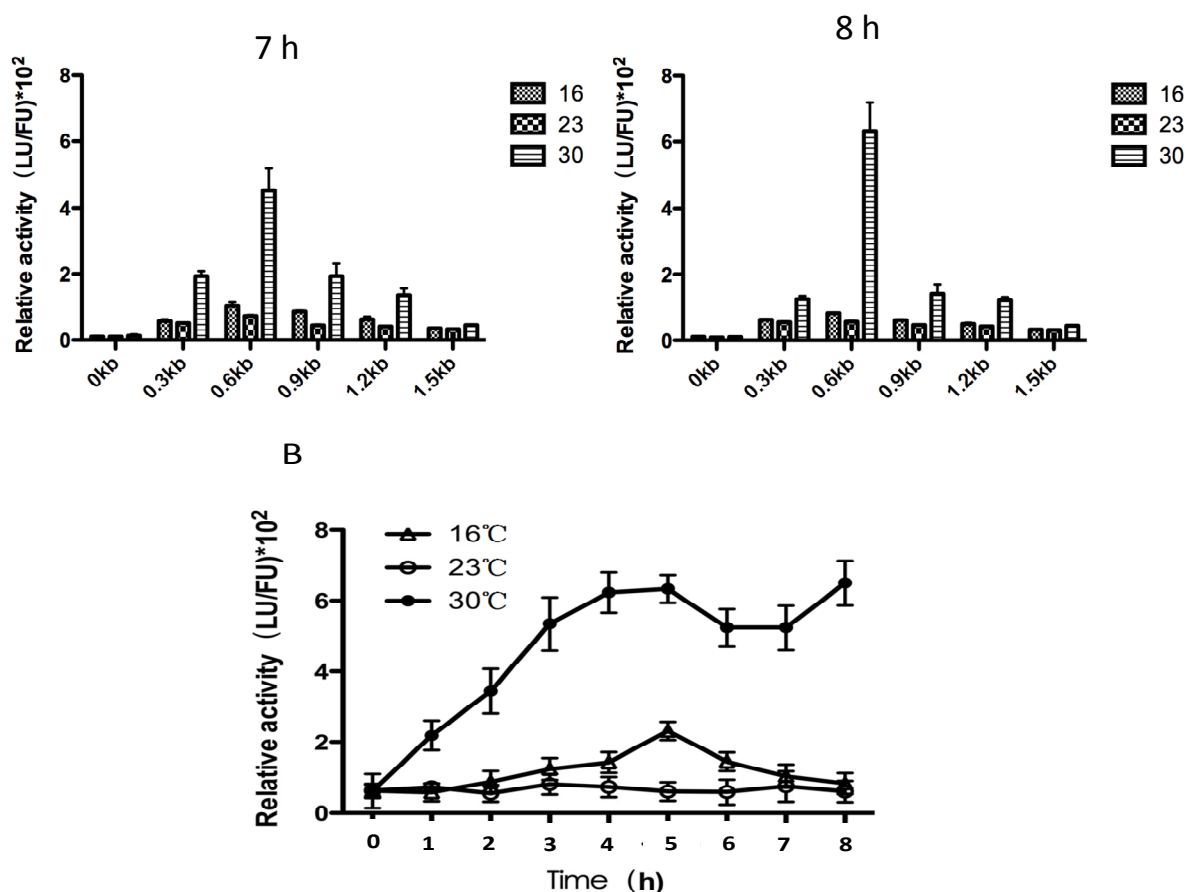 7 h
8 h
Relative activity (LU/FU)*10²
8
6
4
2
0
0kb
0.3kb
0.6kb
0.9kb
1.2kb
1.5kb
16
23
30
Relative activity (LU/FU)*10²
8
6
4
2
0
0kb
0.3kb
0.6kb
0.9kb
1.2kb
1.5kb
16
23
30
B
Relative activity (LU/FU)*10²
8
6
4
2
0
16℃
23℃
30℃
0 1 2 3 4 5 6 7 8
Time (h)